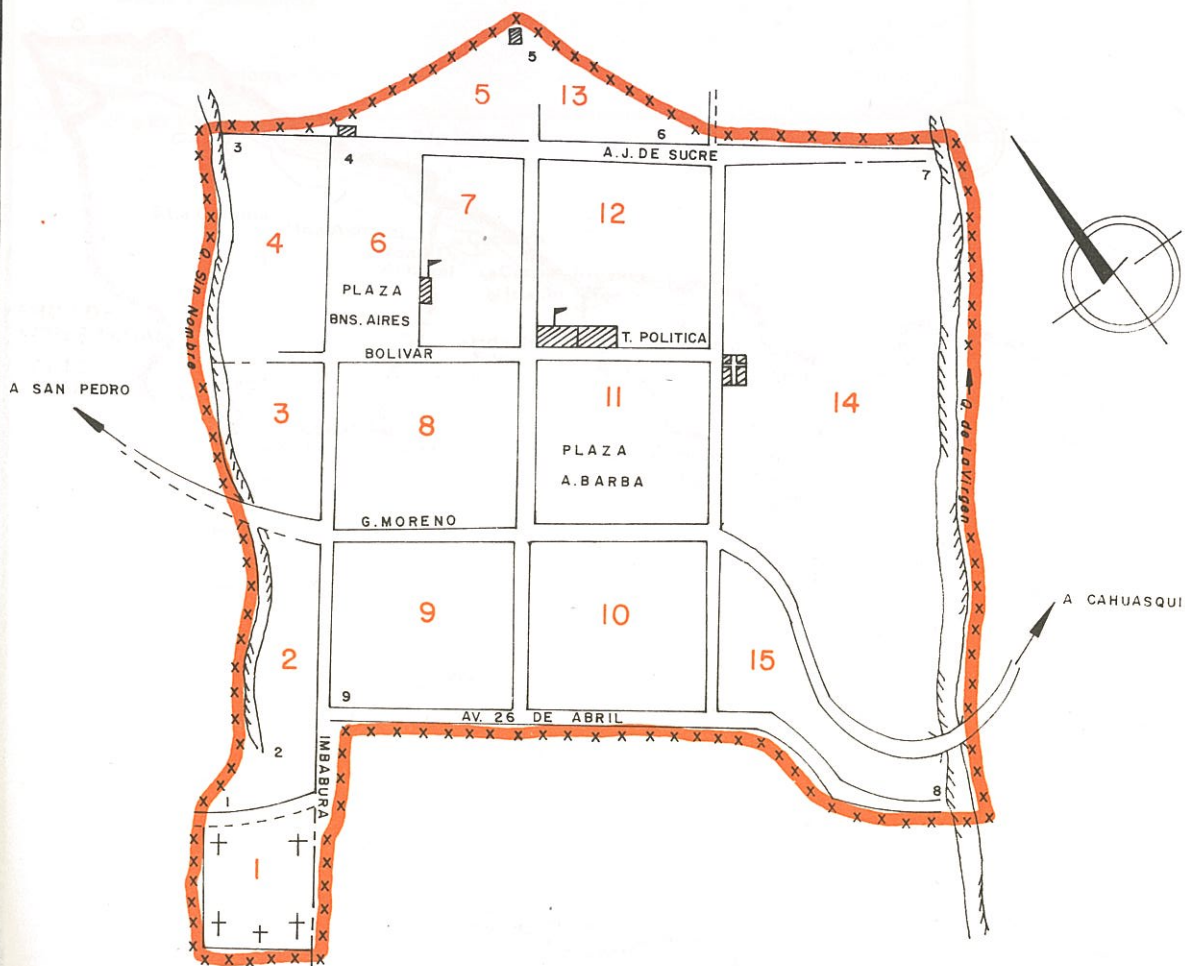 5
5
13
3
4
6
A.J. DE SUCRE
7
4
6
7
12
PLAZA
BNS. AIRES
T. POLITICA
BOLIVAR
Q. Sin Nombre
A SAN PEDRO
3
8
11
14
PLAZA
A. BARBA
Q. de La Virgen
G. MORENO
A CAHUASQUI
2
9
10
15
9
AV. 26 DE ABRIL
2
IMBABURA
1
8
1